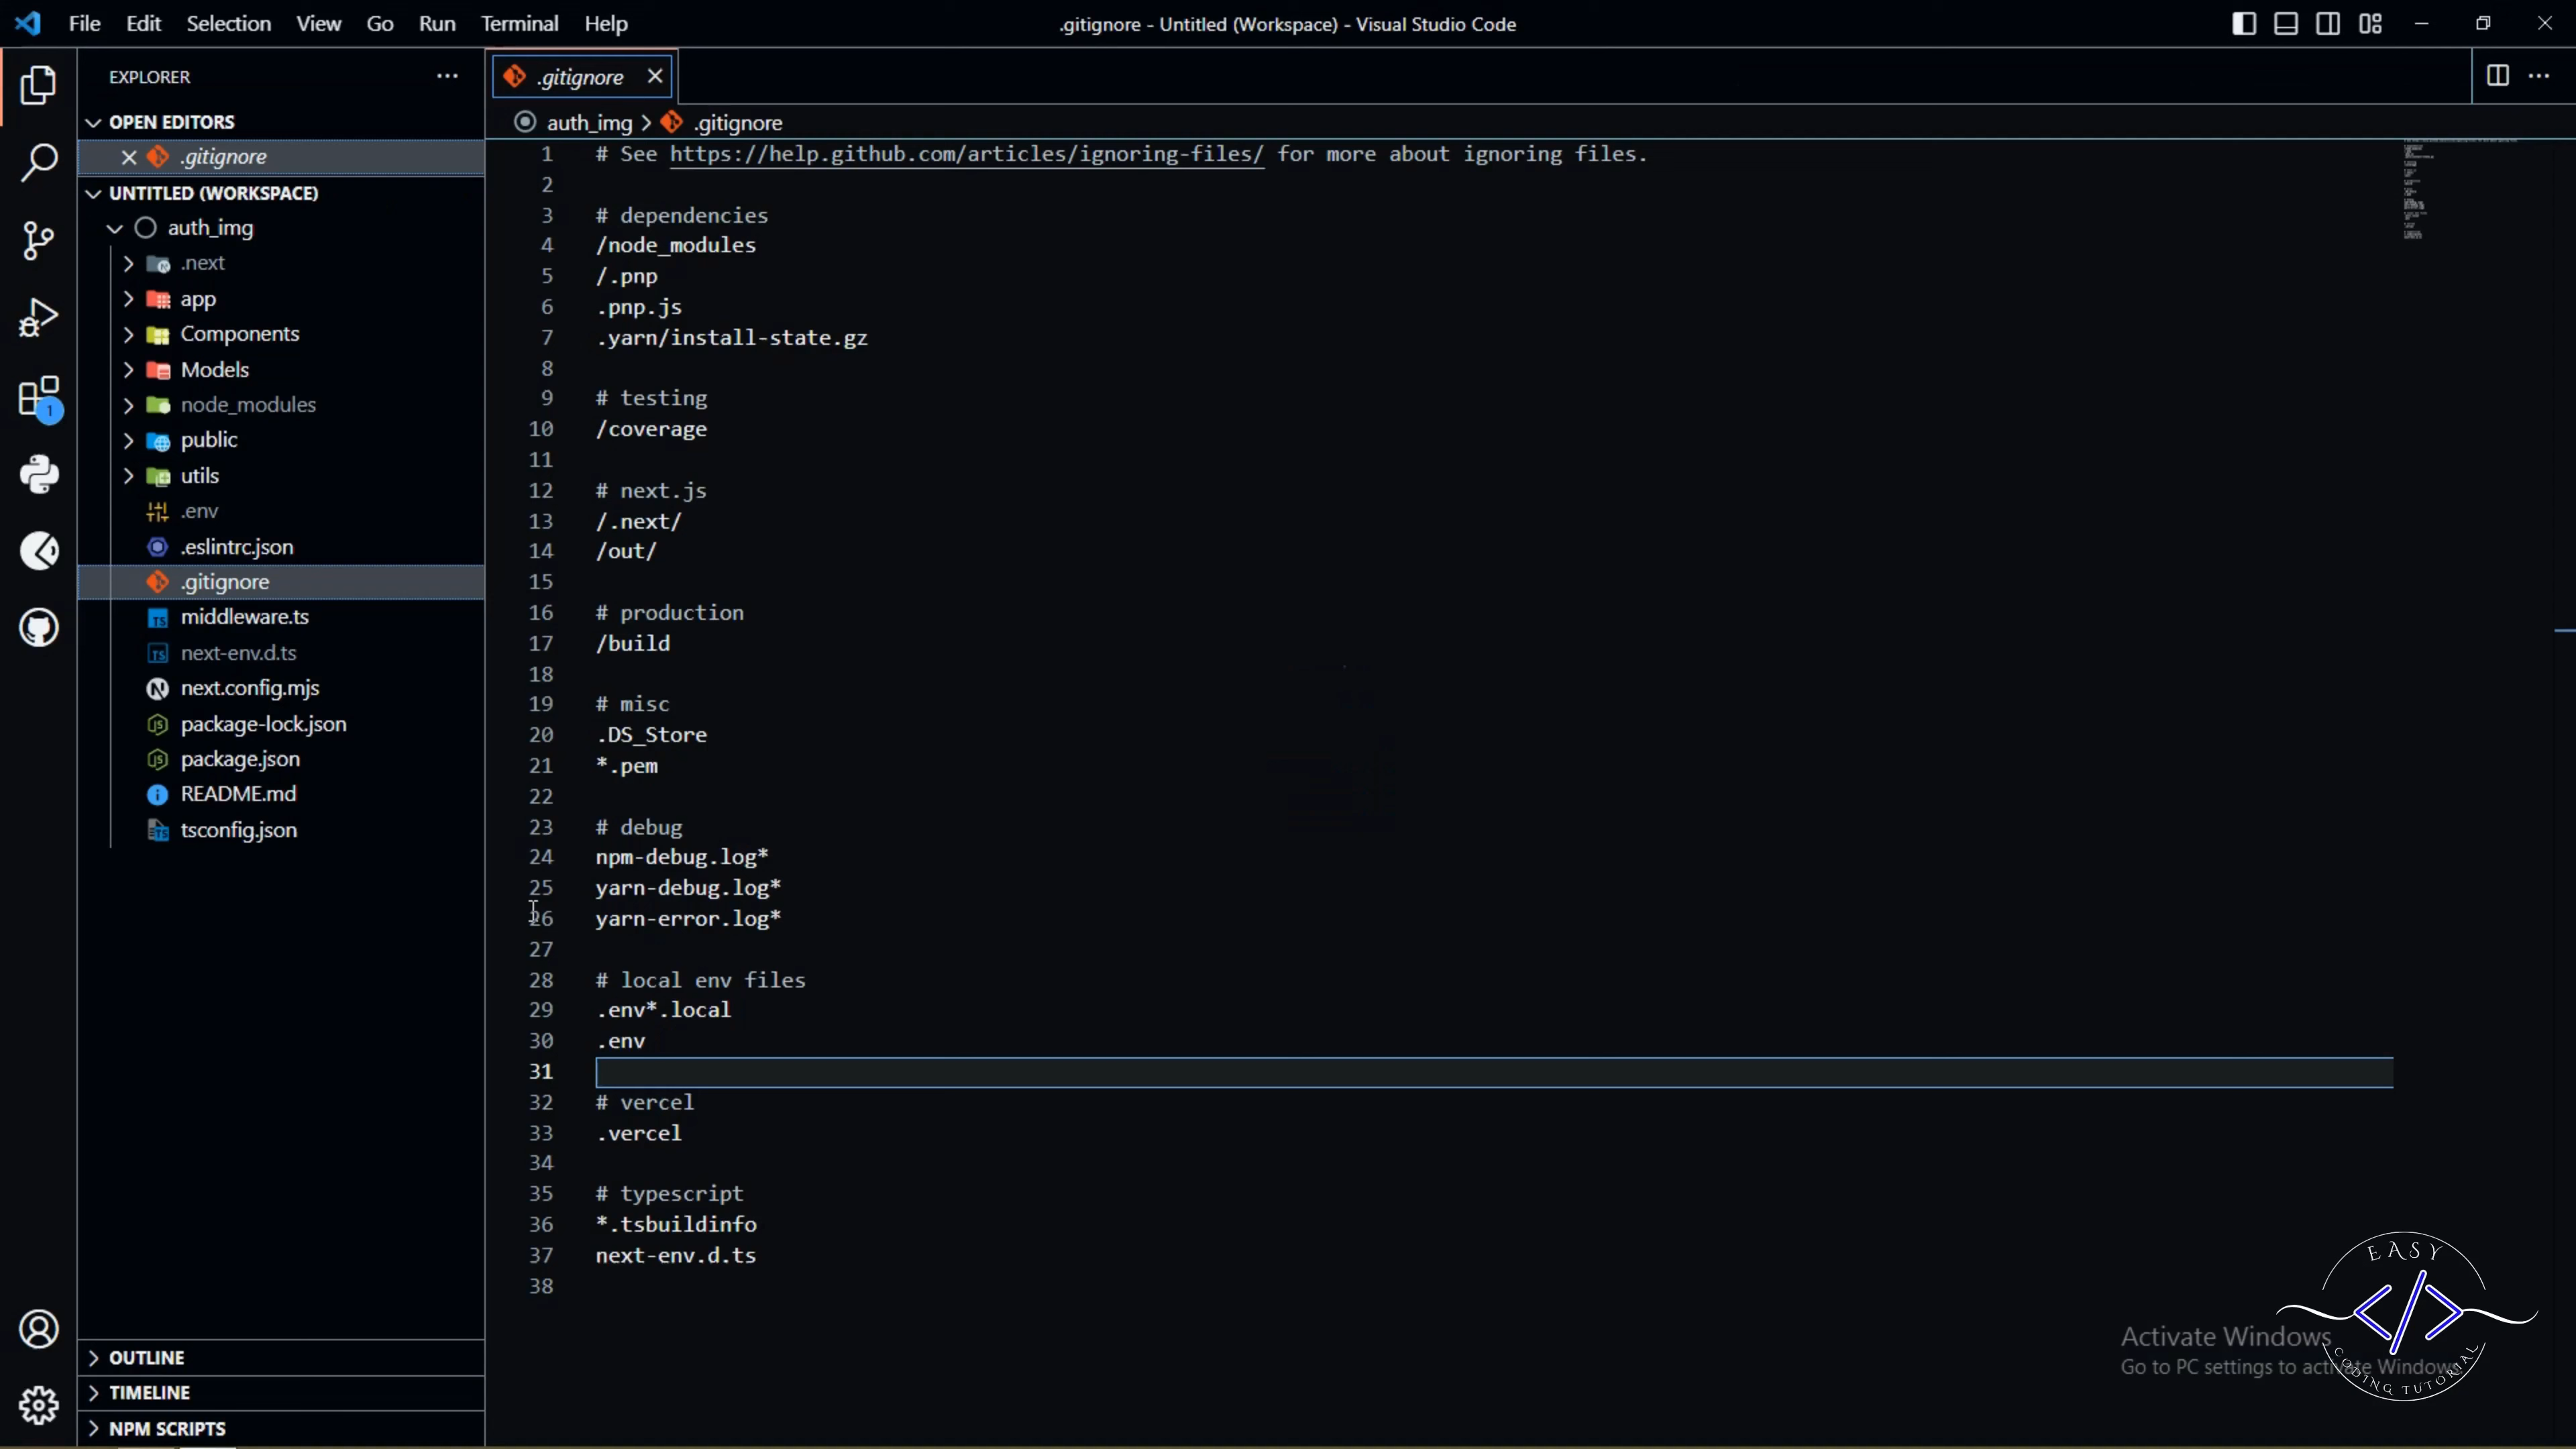 File Edit Selection View Go Run Terminal Help
.gitignore - Untitled (Workspace) - Visual Studio Code
EXPLORER
OPEN EDITORS
.gitignore
UNTITLED (WORKSPACE)
auth_img
.next
app
Components
Models
node_modules
public
utils
.env
.eslintrc.json
.gitignore
middleware.ts
next-env.d.ts
next.config.mjs
package-lock.json
package.json
README.md
tsconfig.json
OUTLINE
TIMELINE
NPM SCRIPTS
1
.gitignore
auth_img > .gitignore
1 # See https://help.github.com/articles/ignoring-files/ for more about ignoring files.
2
3 # dependencies
4 /node_modules
5 /.pnp
6 .pnp.js
7 .yarn/install-state.gz
8
9 # testing
10 /coverage
11
12 # next.js
13 /.next/
14 /out/
15
16 # production
17 /build
18
19 # misc
20 .DS_Store
21 *.pem
22
23 # debug
24 npm-debug.log*
25 yarn-debug.log*
26 yarn-error.log*
27
28 # local env files
29 .env*.local
30 .env
31
32 # vercel
33 .vercel
34
35 # typescript
36 *.tsbuildinfo
37 next-env.d.ts
38
Activate Windows
Go to PC settings to activate Windows.
EASY
</>
CODING TUTORIAL